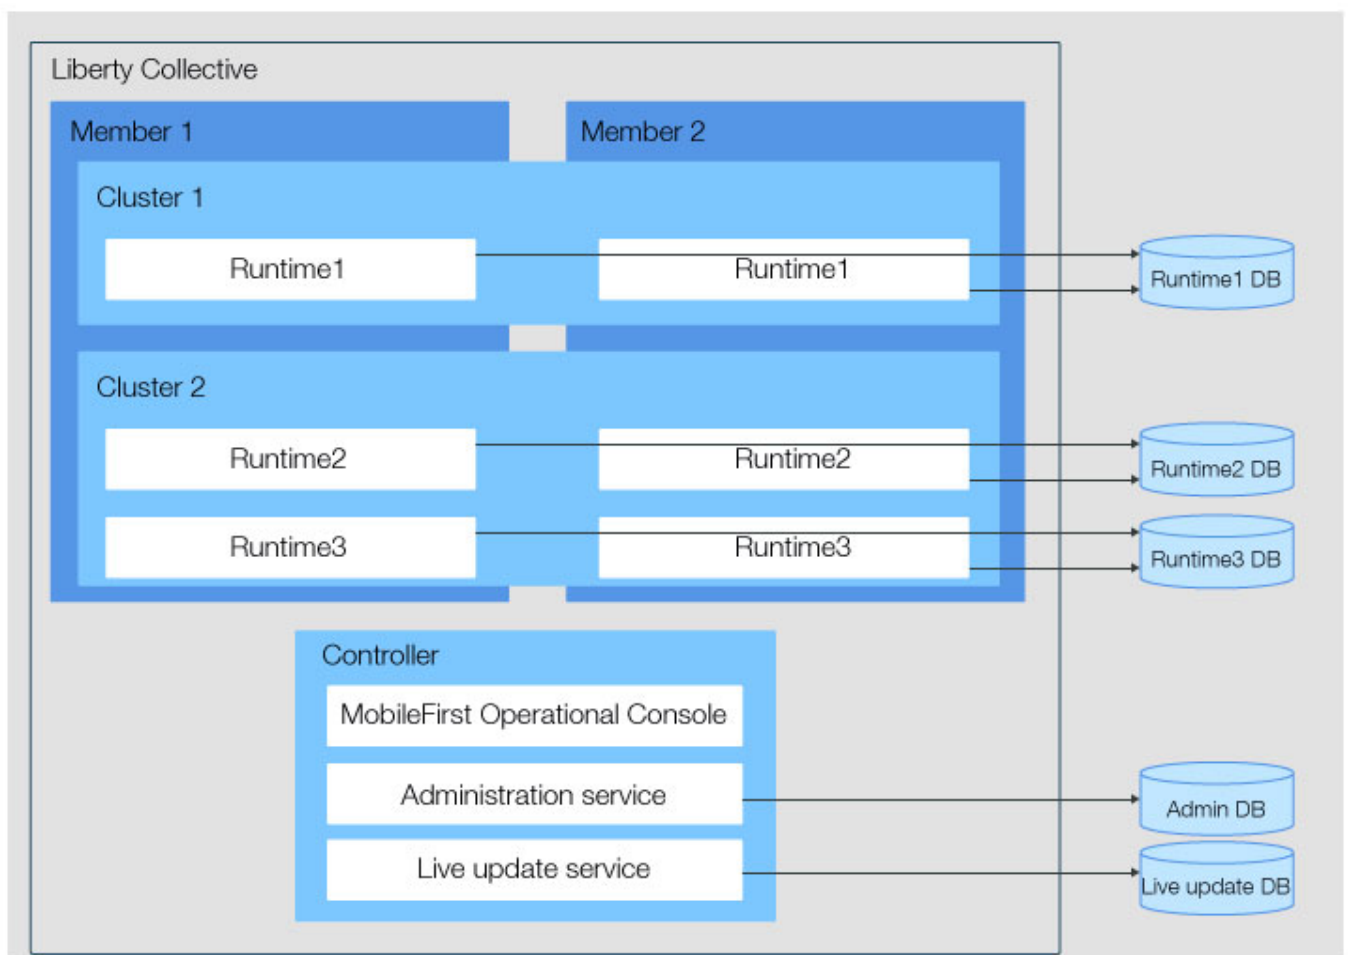 Liberty Collective
Member 1
Member 2
Cluster 1
Runtime1
Runtime1
Runtime1 DB
Cluster 2
Runtime2
Runtime2
Runtime2 DB
Runtime3
Runtime3
Runtime3 DB
Controller
MobileFirst Operational Console
Administration service
Admin DB
Live update service
Live update DB